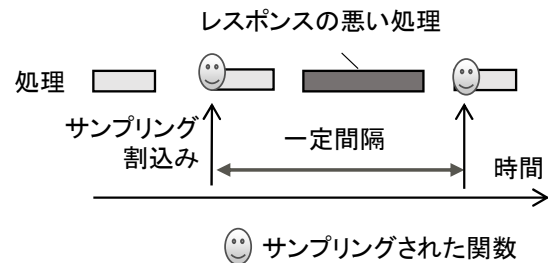 レスポンスの悪い処理
処理
サンプリング
割込み
一定間隔
時間
サンプリングされた関数